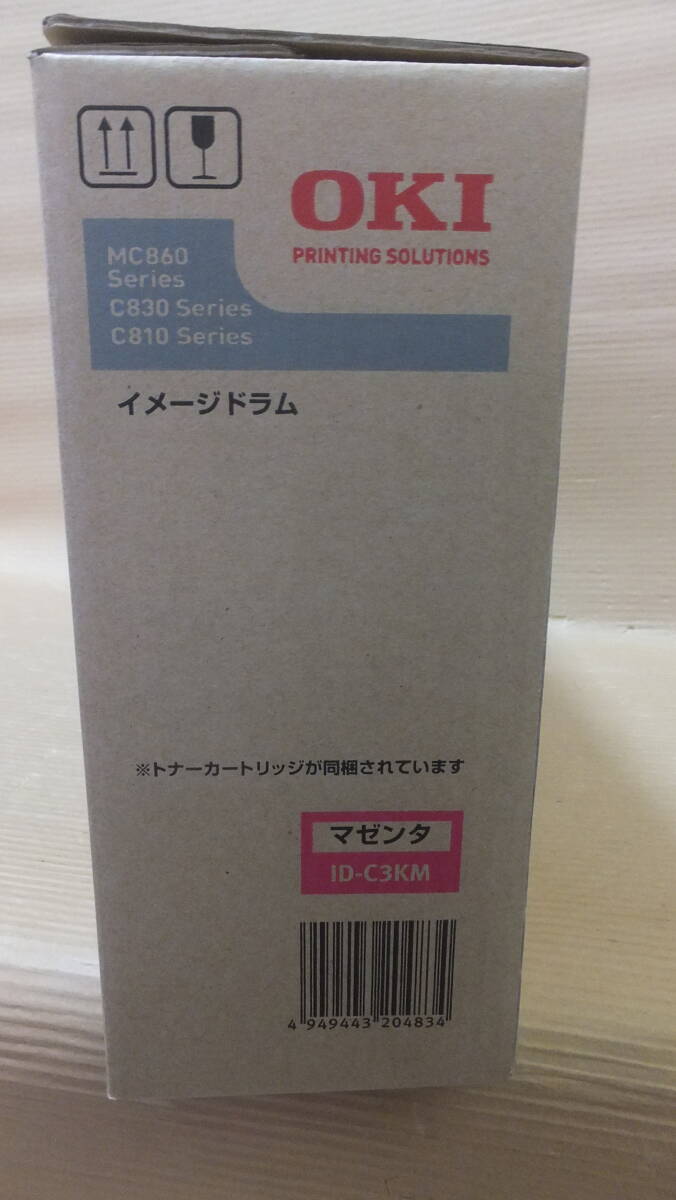 OKI
PRINTING SOLUTIONS
MC860
Series
C830 Series
C810 Series
イメージドラム
※トナーカートリッジが同梱されています
マゼンタ
ID-C3KM
4 949443 204834